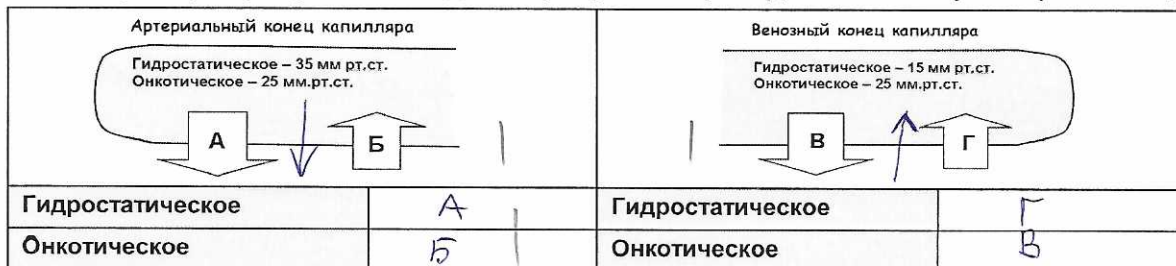 Артериальный конец капилляра
Гидростатическое – 35 мм рт.ст.
Онкотическое – 25 мм.рт.ст.
А
Б
Венозный конец капилляра
Гидростатическое – 15 мм рт.ст.
Онкотическое – 25 мм.рт.ст.
В
Г
Гидростатическое А
Гидростатическое Г
Онкотическое Б
Онкотическое В